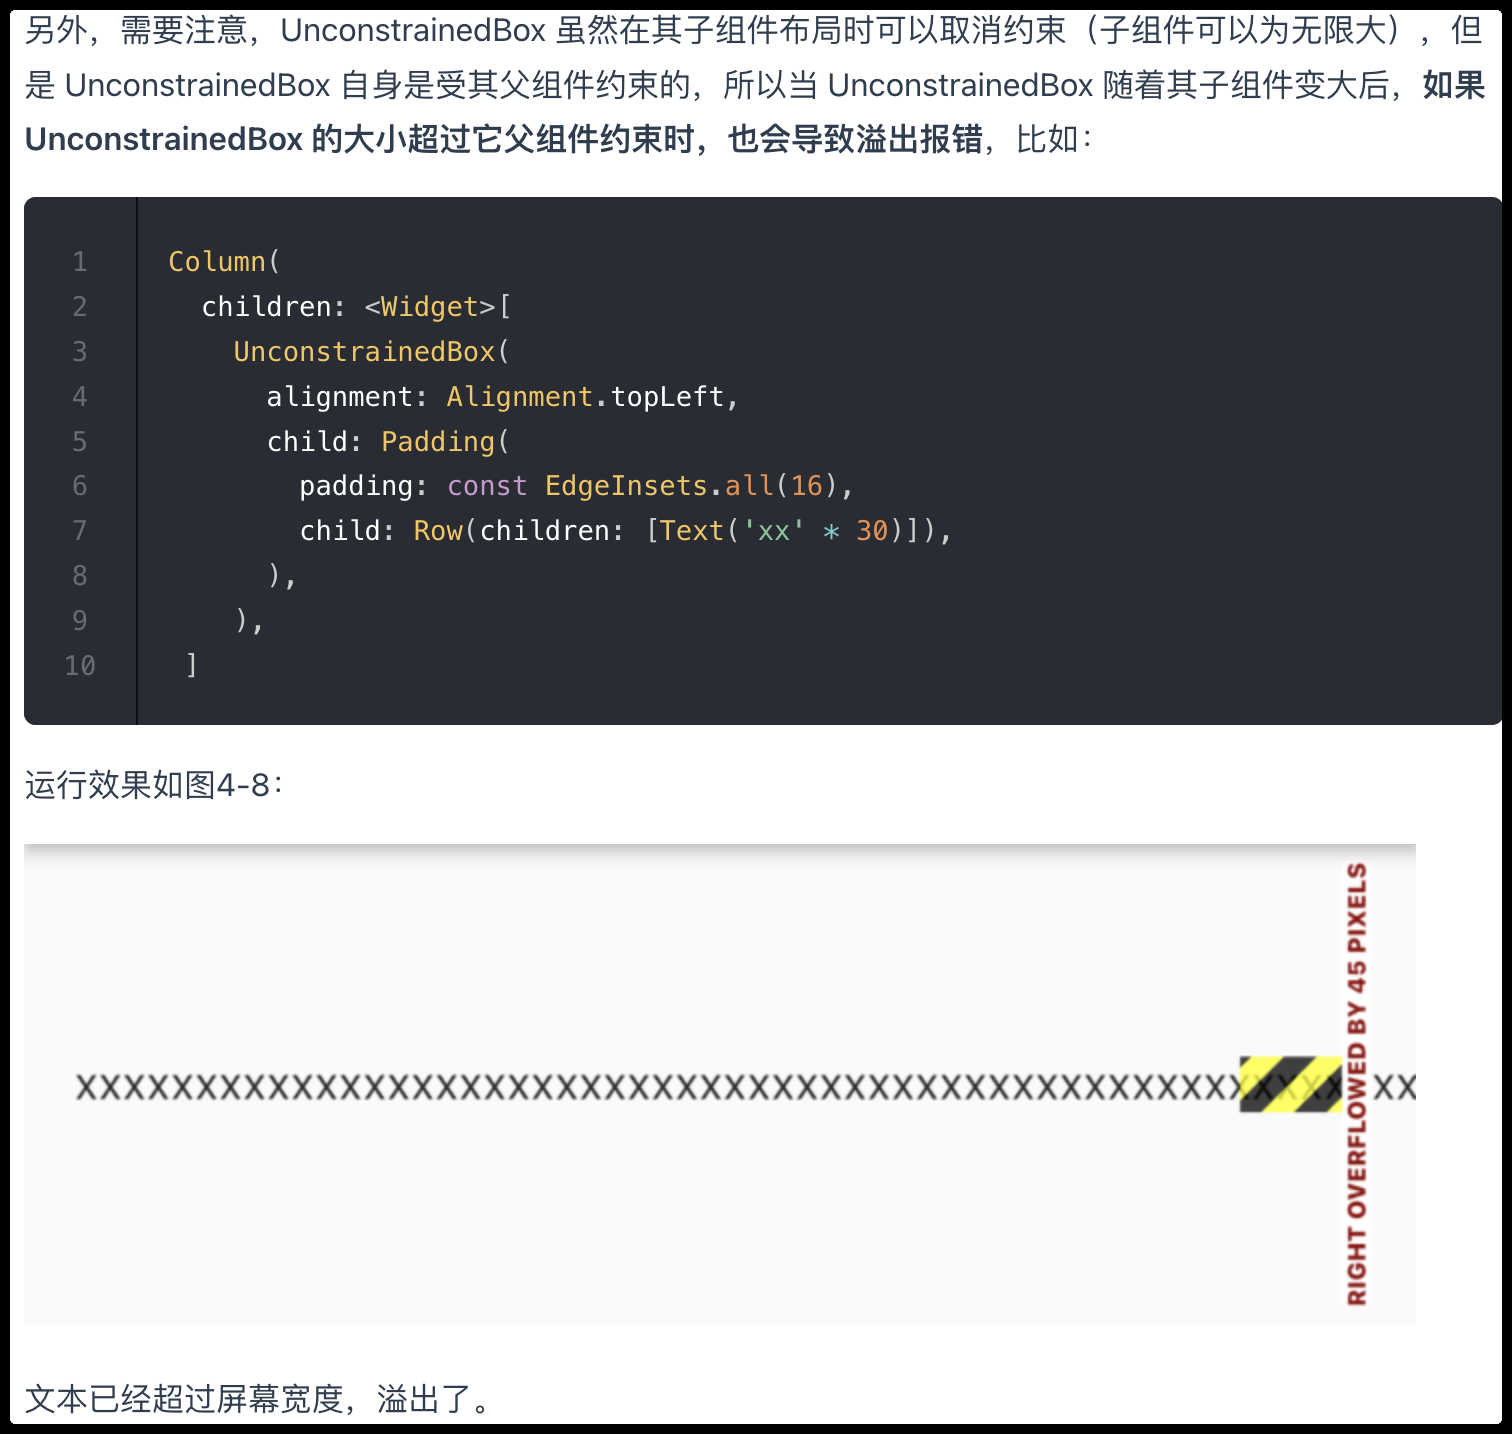 另外，需要注意，UnconstrainedBox 虽然在其子组件布局时可以取消约束（子组件可以为无限大），但
是 UnconstrainedBox 自身是受其父组件约束的，所以当 UnconstrainedBox 随着其子组件变大后，如果
UnconstrainedBox 的大小超过它父组件约束时，也会导致溢出报错，比如：
1 Column(
2   children: <Widget>[
3     UnconstrainedBox(
4       alignment: Alignment.topLeft,
5       child: Padding(
6         padding: const EdgeInsets.all(16),
7         child: Row(children: [Text('xx' * 30)]),
8       ),
9     ),
10  ]
运行效果如图4-8：
XXXXXXXXXXXXXXXXXXXXXXXXXXXXXXXXXXXXXXXXXXXXXXXXXXXXX XX
RIGHT OVERFLOWED BY 45 PIXELS
文本已经超过屏幕宽度，溢出了。